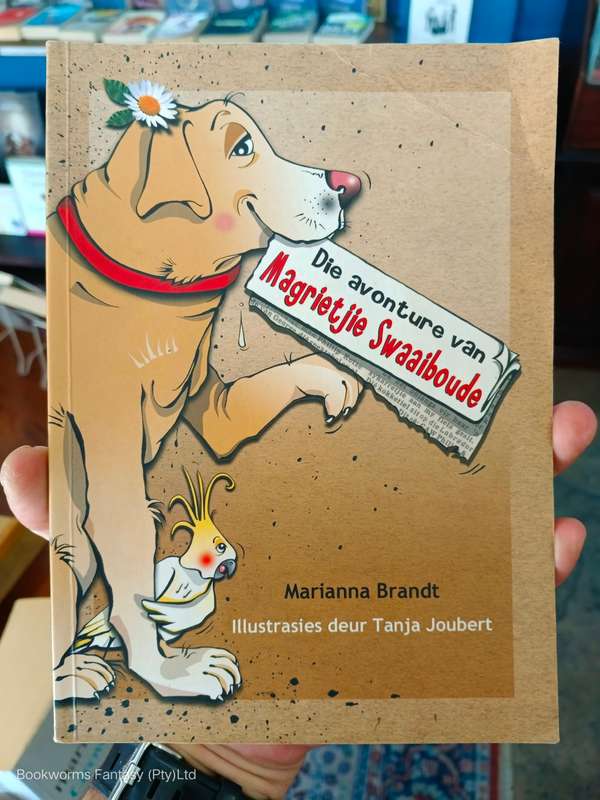 Die avonture van
Magrietjie Swaaiboude
Marianna Brandt
Illustrasies deur Tanja Joubert
Bookworms Fantasy (Pty)Ltd